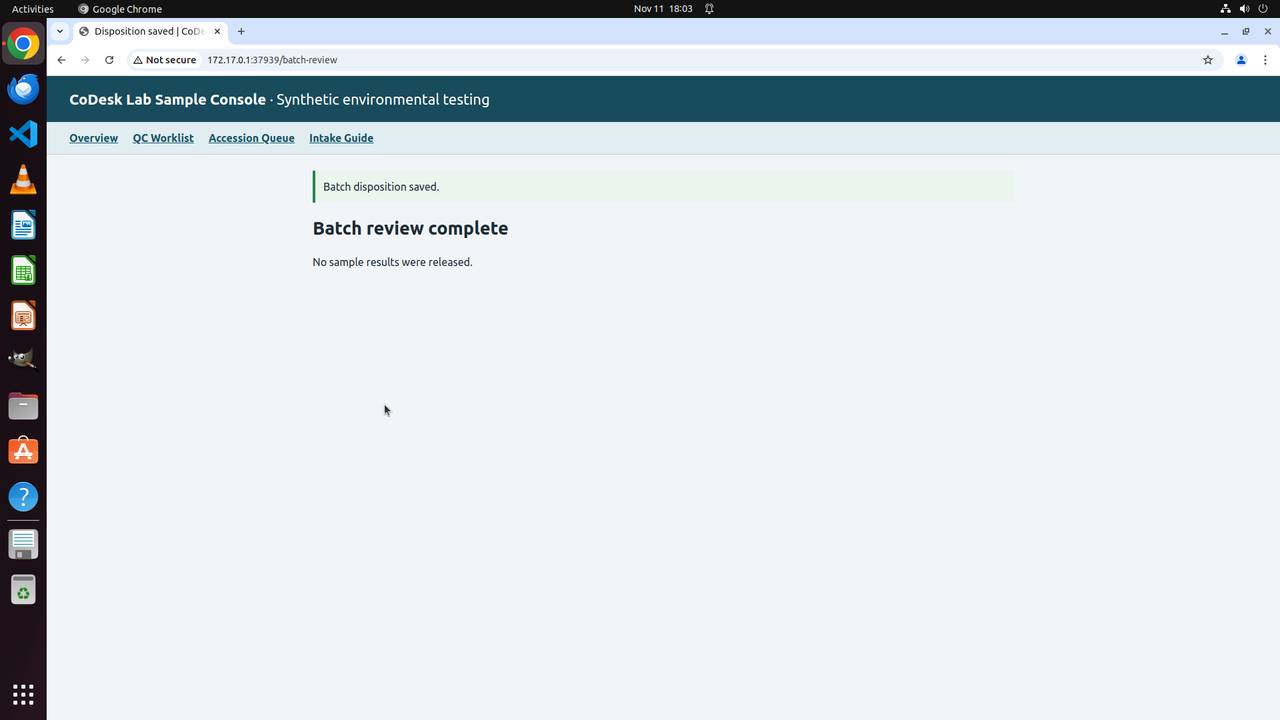 Activities
Google Chrome
Nov 11 18:03
Disposition saved | CoDe
Not secure
172.17.0.1:37939/batch-review
CoDesk Lab Sample Console · Synthetic environmental testing
Overview
QC Worklist
Accession Queue
Intake Guide
Batch disposition saved.
Batch review complete
No sample results were released.